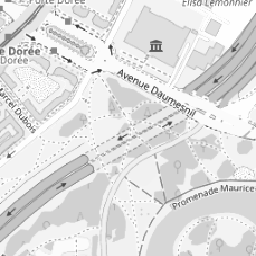 Porte Dorée
Elisa Lemonnier
e Dorée
Dorée
Avenue Daumesnil
Marcel Dubois
Promenade Maurice